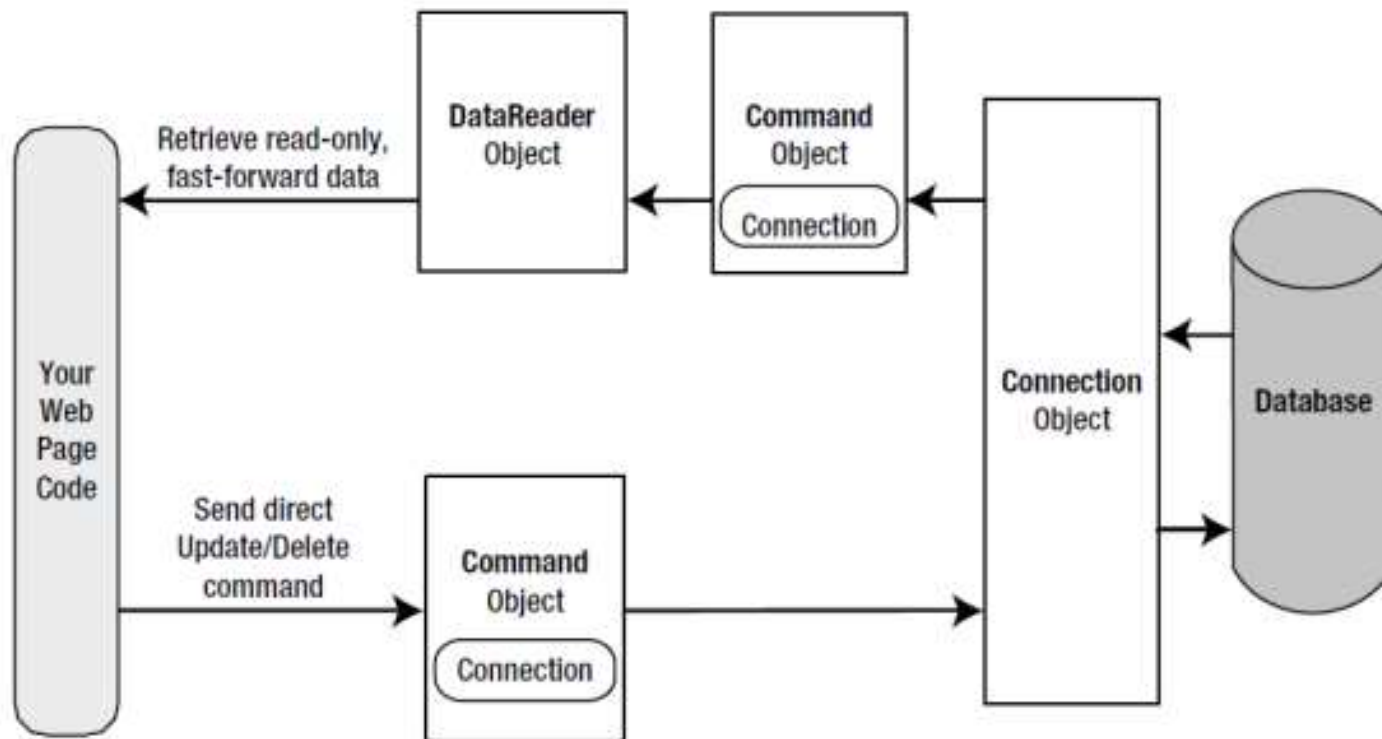 Retrieve read-only,
fast-forward data
DataReader
Object
Command
Object
Connection
Your
Web
Page
Code
Connection
Object
Database
Send direct
Update/Delete
command
Command
Object
Connection